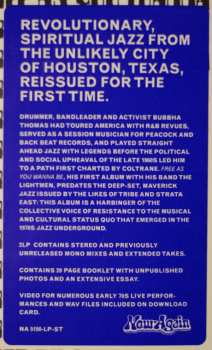 REVOLUTIONARY,
SPIRITUAL JAZZ FROM
THE UNLIKELY CITY
OF HOUSTON, TEXAS,
REISSUED FOR THE
FIRST TIME.
DRUMMER, BANDLEADER AND ACTIVIST BUBBHA
THOMAS HAD TOURED AMERICA WITH R&B REVUES,
SERVED AS A SESSION MUSICIAN FOR PEACOCK AND
BACK BEAT RECORDS, AND PLAYED STRAIGHT
AHEAD JAZZ WITH LEGENDS BEFORE THE POLITICAL
AND SOCIAL UPHEAVAL OF THE LATE 1960S LED HIM
TO A PATH FIRST CHARTED BY COLTRANE. FREE AS
YOU WANNA BE, HIS FIRST ALBUM WITH HIS BAND THE
LIGHTMEN, PREDATES THE DEEP-SET, MAVERICK
JAZZ ISSUED BY THE LIKES OF TRIBE AND STRATA
EAST: THIS ALBUM IS A HARBINGER OF THE
COLLECTIVE VOICE OF RESISTANCE TO THE MUSICAL
AND CULTURAL STATUS QUO THAT EMERGED IN THE
1970S JAZZ UNDERGROUND.
2LP CONTAINS STEREO AND PREVIOUSLY
UNRELEASED MONO MIXES AND EXTENDED TAKES.
CONTAINS PAGE BOOKLET WITH UNPUBLISHED
PHOTOS AND AN EXTENSIVE ESSAY.
VIDEO FOR NUMEROUS EARLY 70S LIVE PERFOR-
MANCES AND WAV FILES INCLUDED ON DOWNLOAD
CARD.
NA -LP-ST
Now-Again